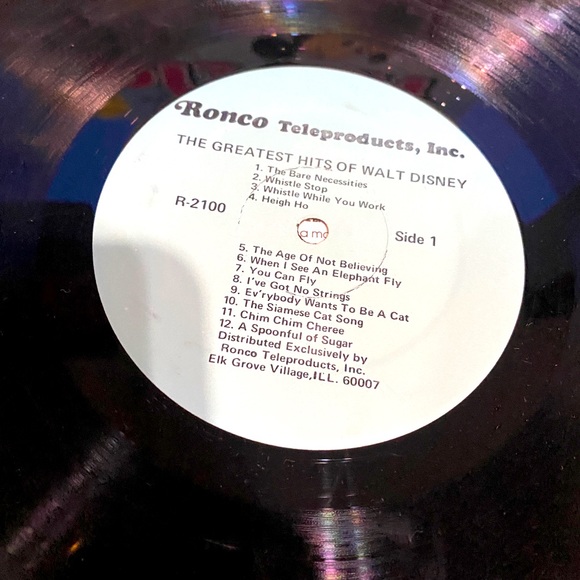 Ronco Teleproducts, Inc.
THE GREATEST HITS OF WALT DISNEY
1. The Bare Necessities
2. Whistle Stop
3. Whistle While You Work
4. Heigh Ho
R-2100
Side 1
5. The Age Of Not Believing
6. When I See An Elephant Fly
7. You Can Fly
8. I've Got No Strings
9. Ev'rybody Wants To Be A Cat
10. The Siamese Cat Song
11. Chim Chim Cheree
12. A Spoonful of Sugar
Distributed Exclusively by
Ronco Teleproducts, Inc.
Elk Grove Village,ILL. 60007